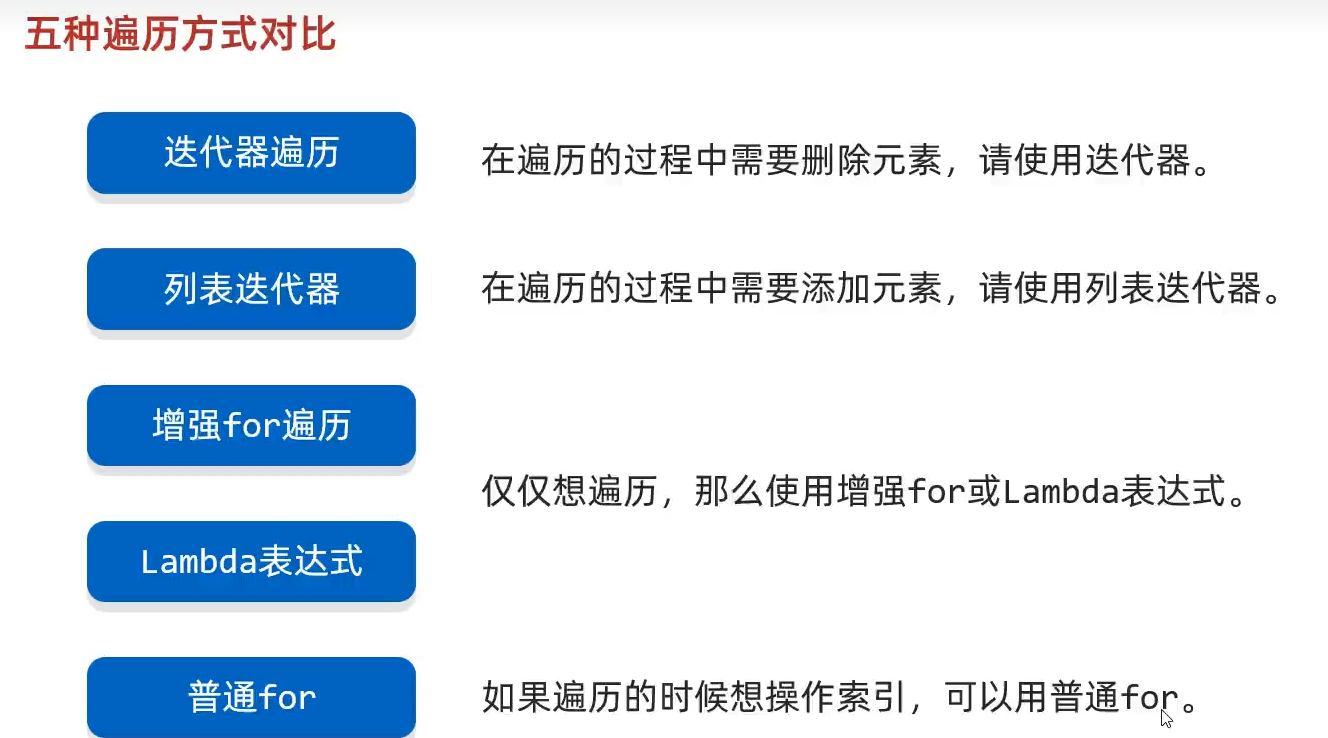 五种遍历方式对比
迭代器遍历
在遍历的过程中需要删除元素，请使用迭代器。
列表迭代器
在遍历的过程中需要添加元素，请使用列表迭代器。
增强for遍历
仅仅想遍历，那么使用增强for或Lambda表达式。
Lambda表达式
普通for
如果遍历的时候想操作索引，可以用普通for。